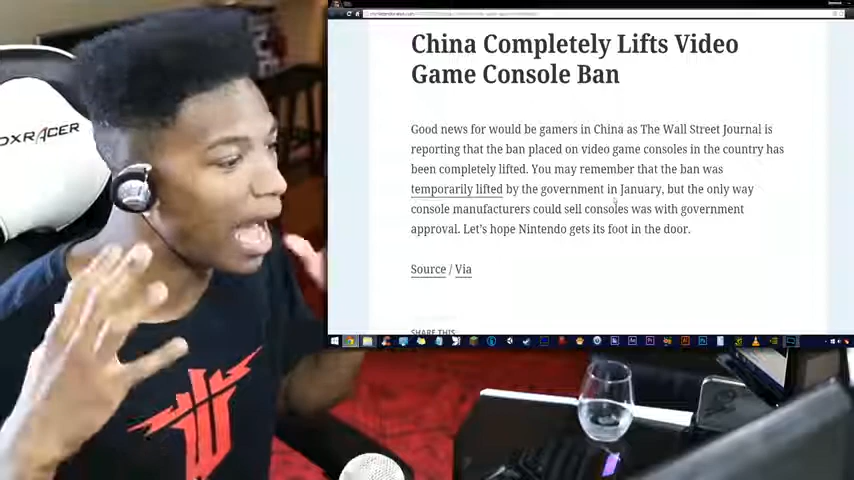 China Completely Lifts Video
Game Console Ban
Good news for would be gamers in China as The Wall Street Journal is
reporting that the ban placed on video game consoles in the country has
been completely lifted. You may remember that the ban was
temporarily lifted by the government in January, but the only way
console manufacturers could sell consoles was with government
approval. Let's hope Nintendo gets its foot in the door.
Source / Via
SHARE THIS:
DXRACER